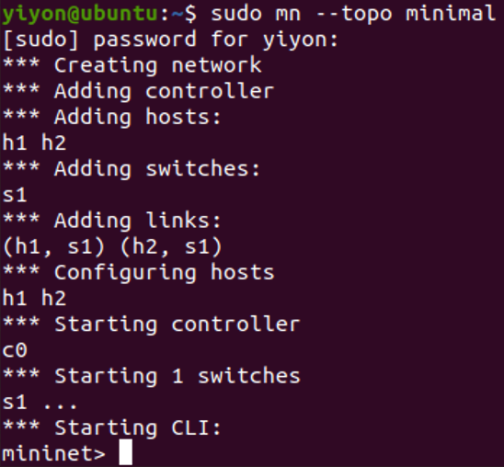 yiyon@ubuntu:~$ sudo mn --topo minimal
[sudo] password for yiyon:
*** Creating network
*** Adding controller
*** Adding hosts:
h1 h2
*** Adding switches:
s1
*** Adding links:
(h1, s1) (h2, s1)
*** Configuring hosts
h1 h2
*** Starting controller
c0
*** Starting 1 switches
s1 ...
*** Starting CLI:
mininet>